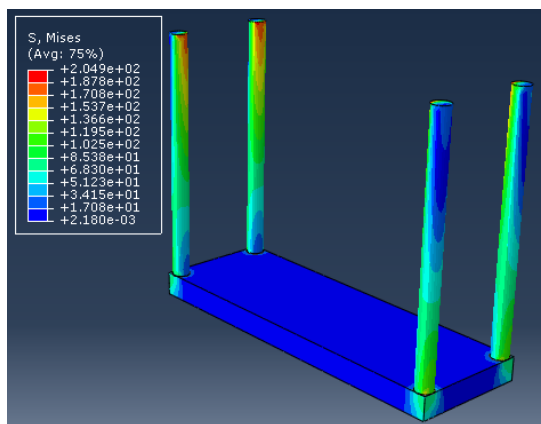 S, Mises
(Avg: 75%)
+2.049e+02
+1.878e+02
+1.708e+02
+1.537e+02
+1.366e+02
+1.195e+02
+1.025e+02
+8.538e+01
+6.830e+01
+5.123e+01
+3.415e+01
+1.708e+01
+2.180e-03